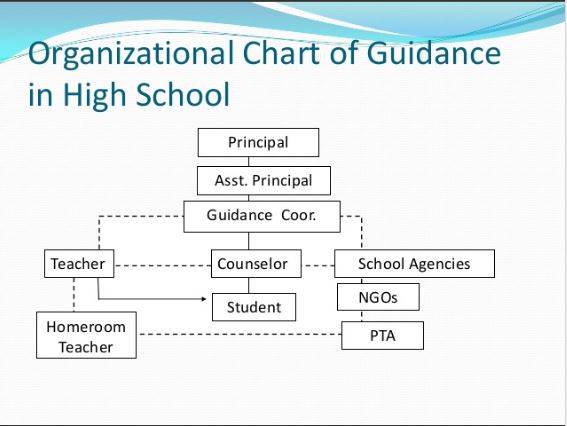 Organizational Chart of Guidance
in High School
Principal
Asst. Principal
Guidance Coor.
Teacher
Counselor
School Agencies
NGOs
Student
Homeroom
Teacher
PTA